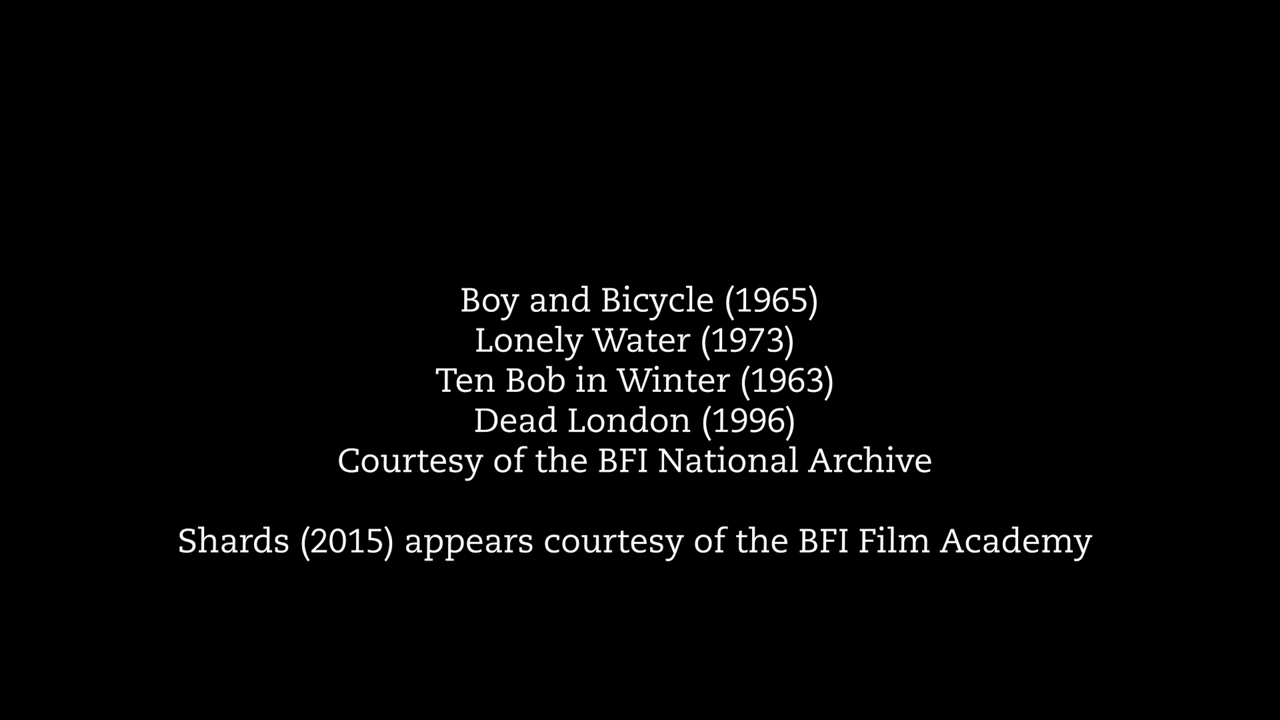 Boy and Bicycle (1965)
Lonely Water (1973)
Ten Bob in Winter (1963)
Dead London (1996)
Courtesy of the BFI National Archive
Shards (2015) appears courtesy of the BFI Film Academy